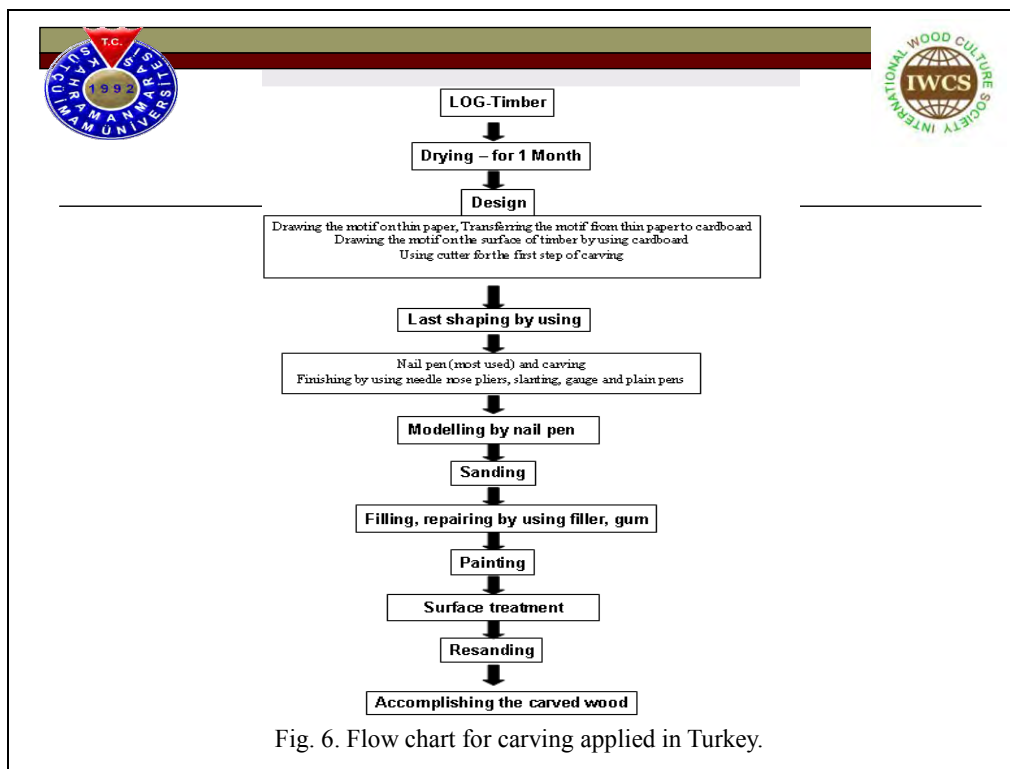 T.C.
KAHRAMANMARAŞ SÜTÇÜ İMAM ÜNİVERSİTESİ
1992
INTERNATIONAL WOOD CULTURE SOCIETY
IWCS
LOG-Timber
Drying – for 1 Month
Design
Drawing the motif on thin paper, Transferring the motif from thin paper to cardboard
Drawing the motif on the surface of timber by using cardboard
Using cutter for the first step of carving
Last shaping by using
Nail pen (most used) and carving
Finishing by using needle nose pliers, slanting, gauge and plain pens
Modelling by nail pen
Sanding
Filling, repairing by using filler, gum
Painting
Surface treatment
Resanding
Accomplishing the carved wood
Fig. 6. Flow chart for carving applied in Turkey.